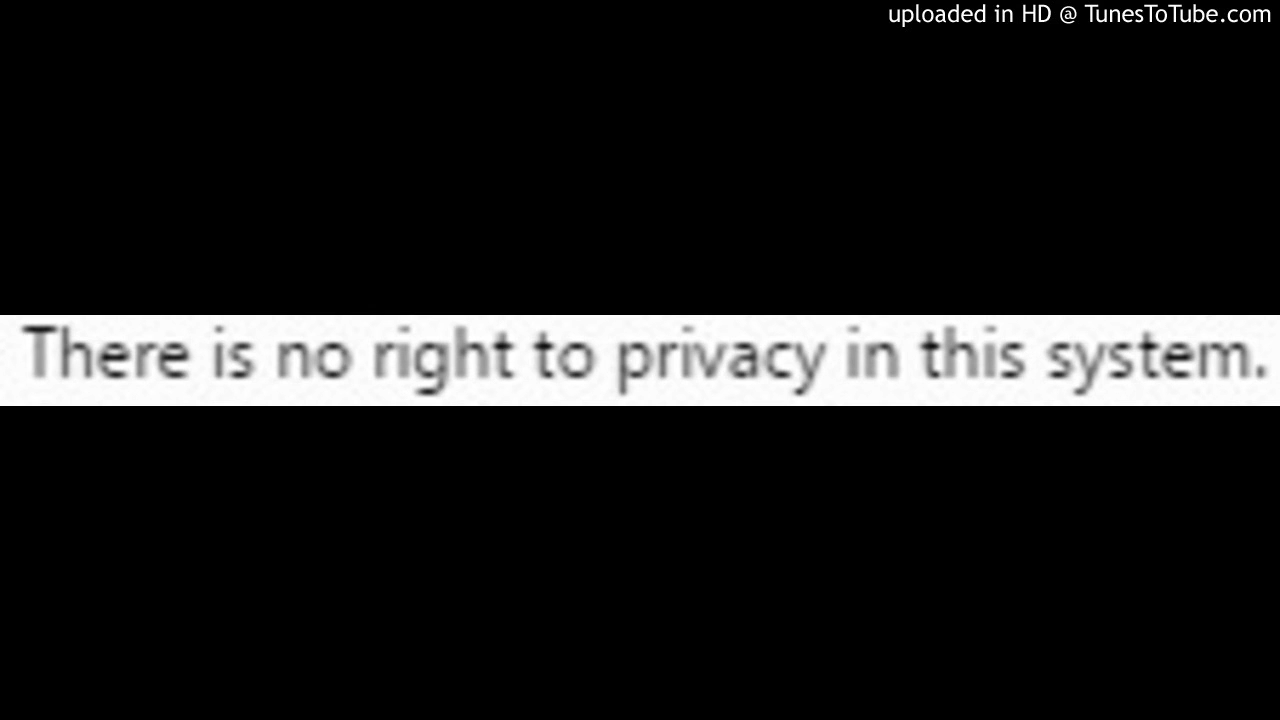 uploaded in HD @ TunesToTube.com
There is no right to privacy in this system.